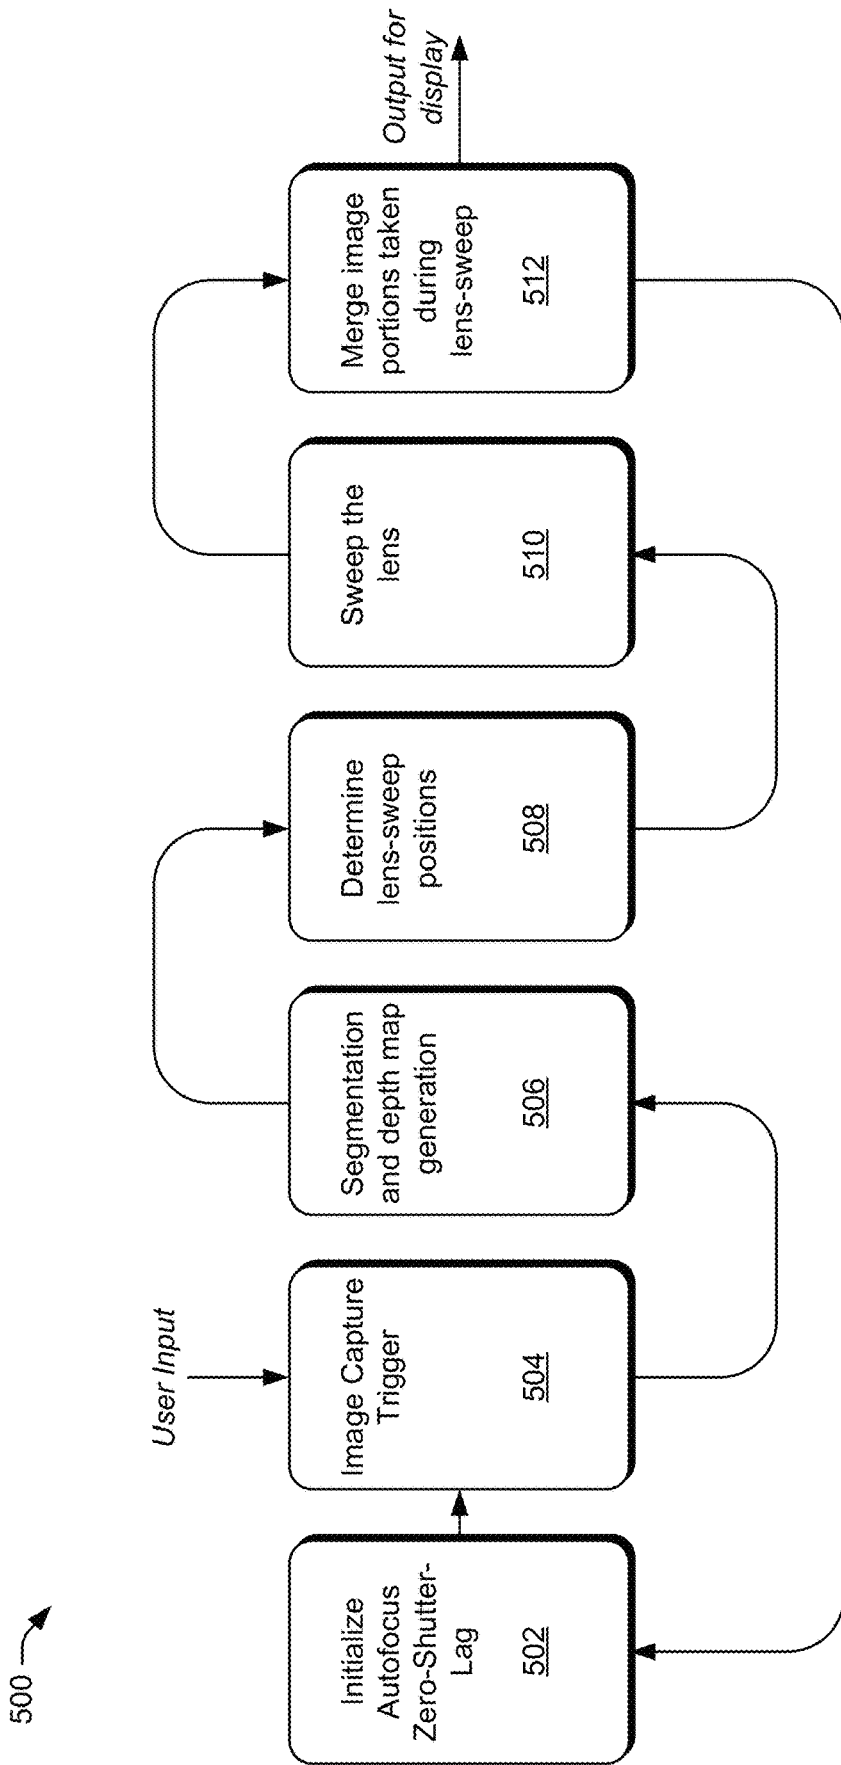 500
Initialize
Autofocus
Zero-Shutter-
Lag
502
User Input
Image Capture
Trigger
504
Segmentation
and depth map
generation
506
Determine
lens-sweep
positions
508
Sweep the
lens
510
Merge image
portions taken
during
lens-sweep
512
Output for
display